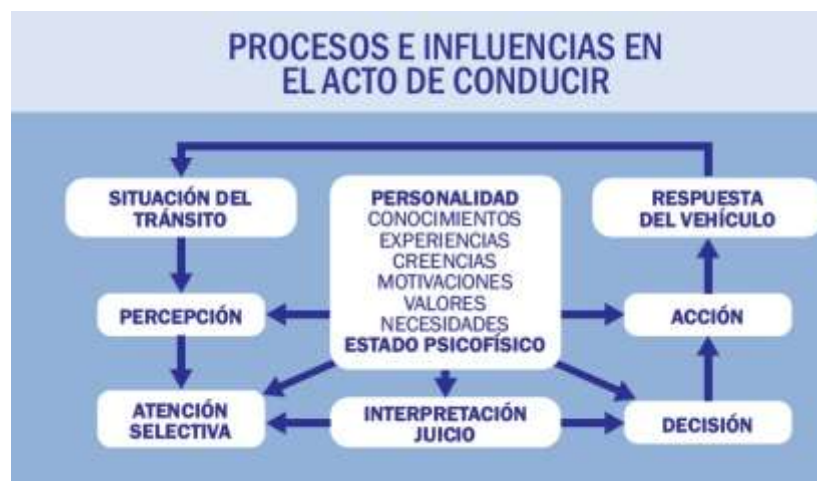 PROCESOS E INFLUENCIAS EN
EL ACTO DE CONDUCIR
SITUACIÓN DEL
TRÁNSITO
PERSONALIDAD
CONOCIMIENTOS
EXPERIENCIAS
CREENCIAS
MOTIVACIONES
VALORES
NECESIDADES
ESTADO PSICOFÍSICO
RESPUESTA
DEL VEHÍCULO
PERCEPCIÓN
ACCIÓN
ATENCIÓN
SELECTIVA
INTERPRETACIÓN
JUICIO
DECISIÓN